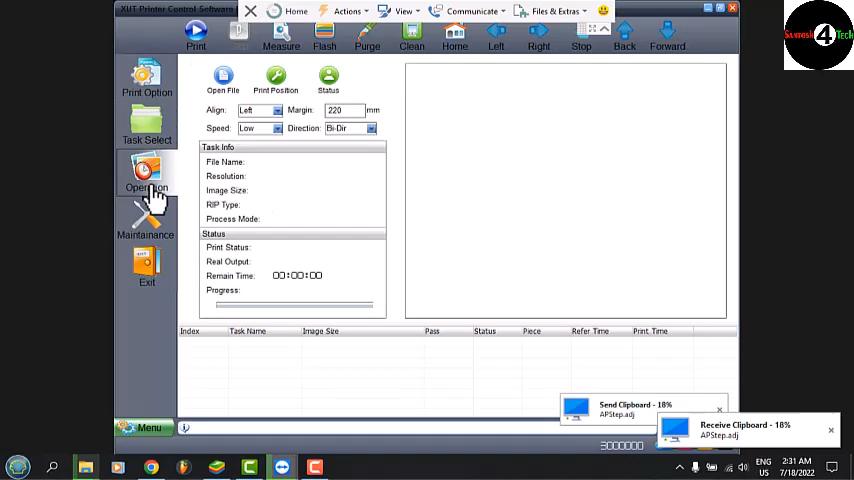 XUT Printer Control Software
Home
Actions
View
Communicate
Files & Extras
Print
Measure
Flash
Purge
Clean
Home
Left
Right
Stop
Back
Forward
Print Option
Task Select
Operation
Maintainance
Exit
Open File
Print Position
Status
Align:
Left
Margin:
220
mm
Speed:
Low
Direction:
Bi-Dir
Task Info
File Name:
Resolution:
Image Size:
RIP Type:
Process Mode:
Status
Print Status:
Real Output:
Remain Time:
00:00:00
Progress:
Index
Task Name
Image Size
Pass
Status
Piece
Refer Time
Print Time
Send Clipboard - 18%
APStep.adj
Receive Clipboard - 18%
APStep.adj
Menu
ENG
US
2:31 AM
7/18/2022
Santosh 4 Tech